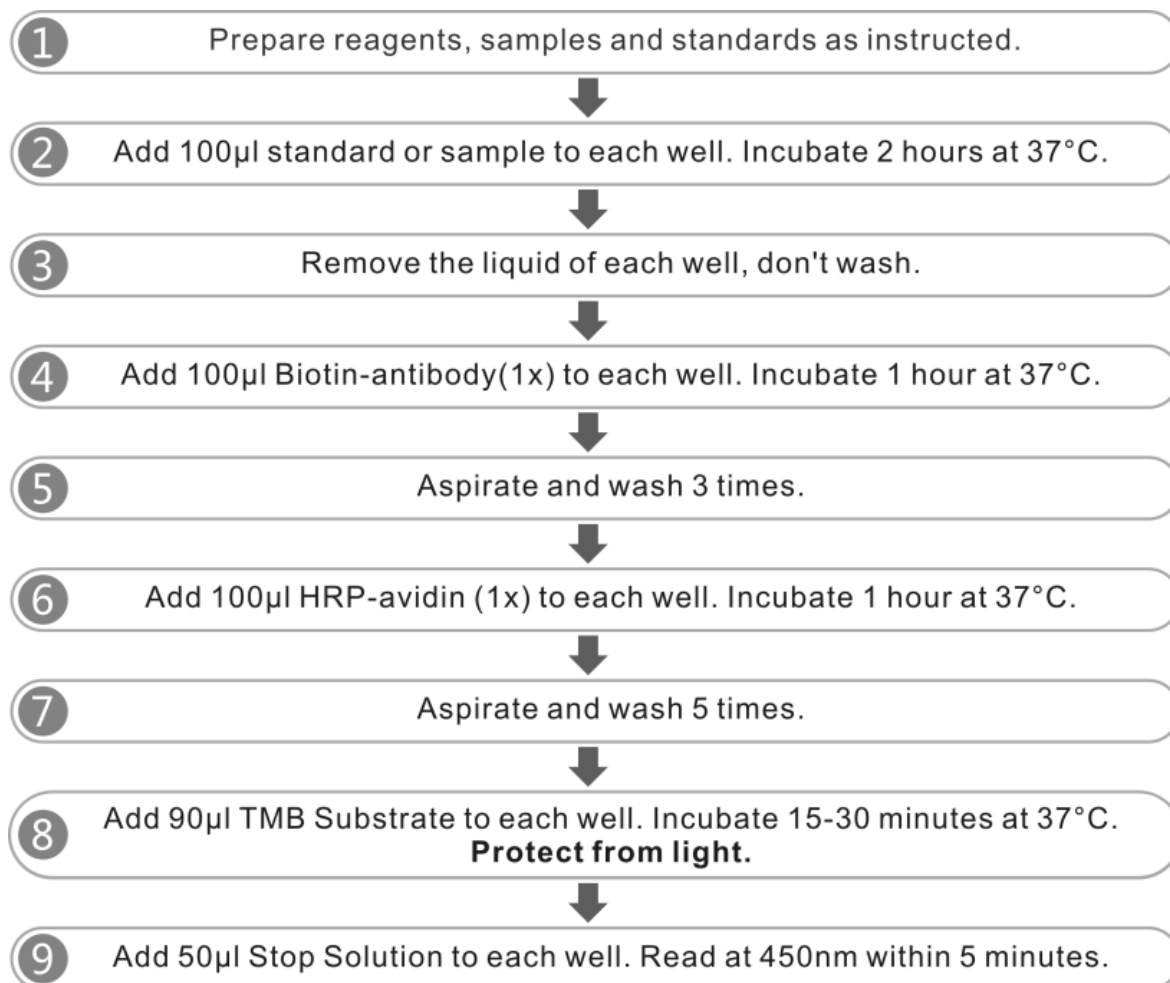 1 Prepare reagents, samples and standards as instructed.
2 Add 100µl standard or sample to each well. Incubate 2 hours at 37°C.
3 Remove the liquid of each well, don't wash.
4 Add 100µl Biotin-antibody(1x) to each well. Incubate 1 hour at 37°C.
5 Aspirate and wash 3 times.
6 Add 100µl HRP-avidin (1x) to each well. Incubate 1 hour at 37°C.
7 Aspirate and wash 5 times.
8 Add 90µl TMB Substrate to each well. Incubate 15-30 minutes at 37°C.
Protect from light.
9 Add 50µl Stop Solution to each well. Read at 450nm within 5 minutes.